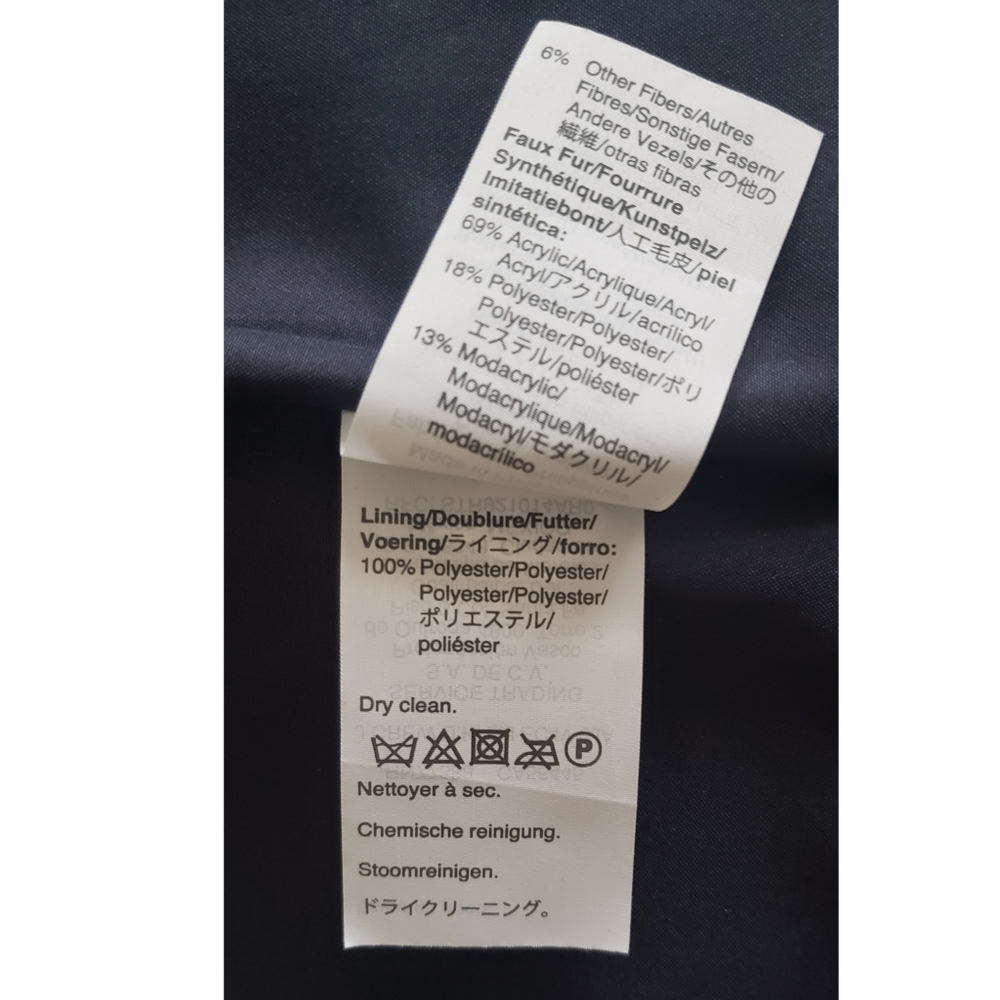 6% Other Fibers/Autres
Fibres/Sonstige Fasern/
Andere Vezels/その他の
繊維/otras fibras
Faux Fur/Fourrure
Synthétique/Kunstpelz/
Imitatiebont/人工毛皮/piel
sintética:
69% Acrylic/Acrylique/Acryl/
Acryl/アクリル/acrílico
18% Polyester/Polyester/
Polyester/Polyester/ポリ
エステル/poliéster
13% Modacrylic/
Modacrylique/Modacryl/
Modacryl/モダクリル/
modacrílico
Lining/Doublure/Futter/
Voering/ライニング/forro:
100% Polyester/Polyester/
Polyester/Polyester/
ポリエステル/
poliéster
Dry clean.
P
Nettoyer à sec.
Chemische reinigung.
Stoomreinigen.
ドライクリーニング。